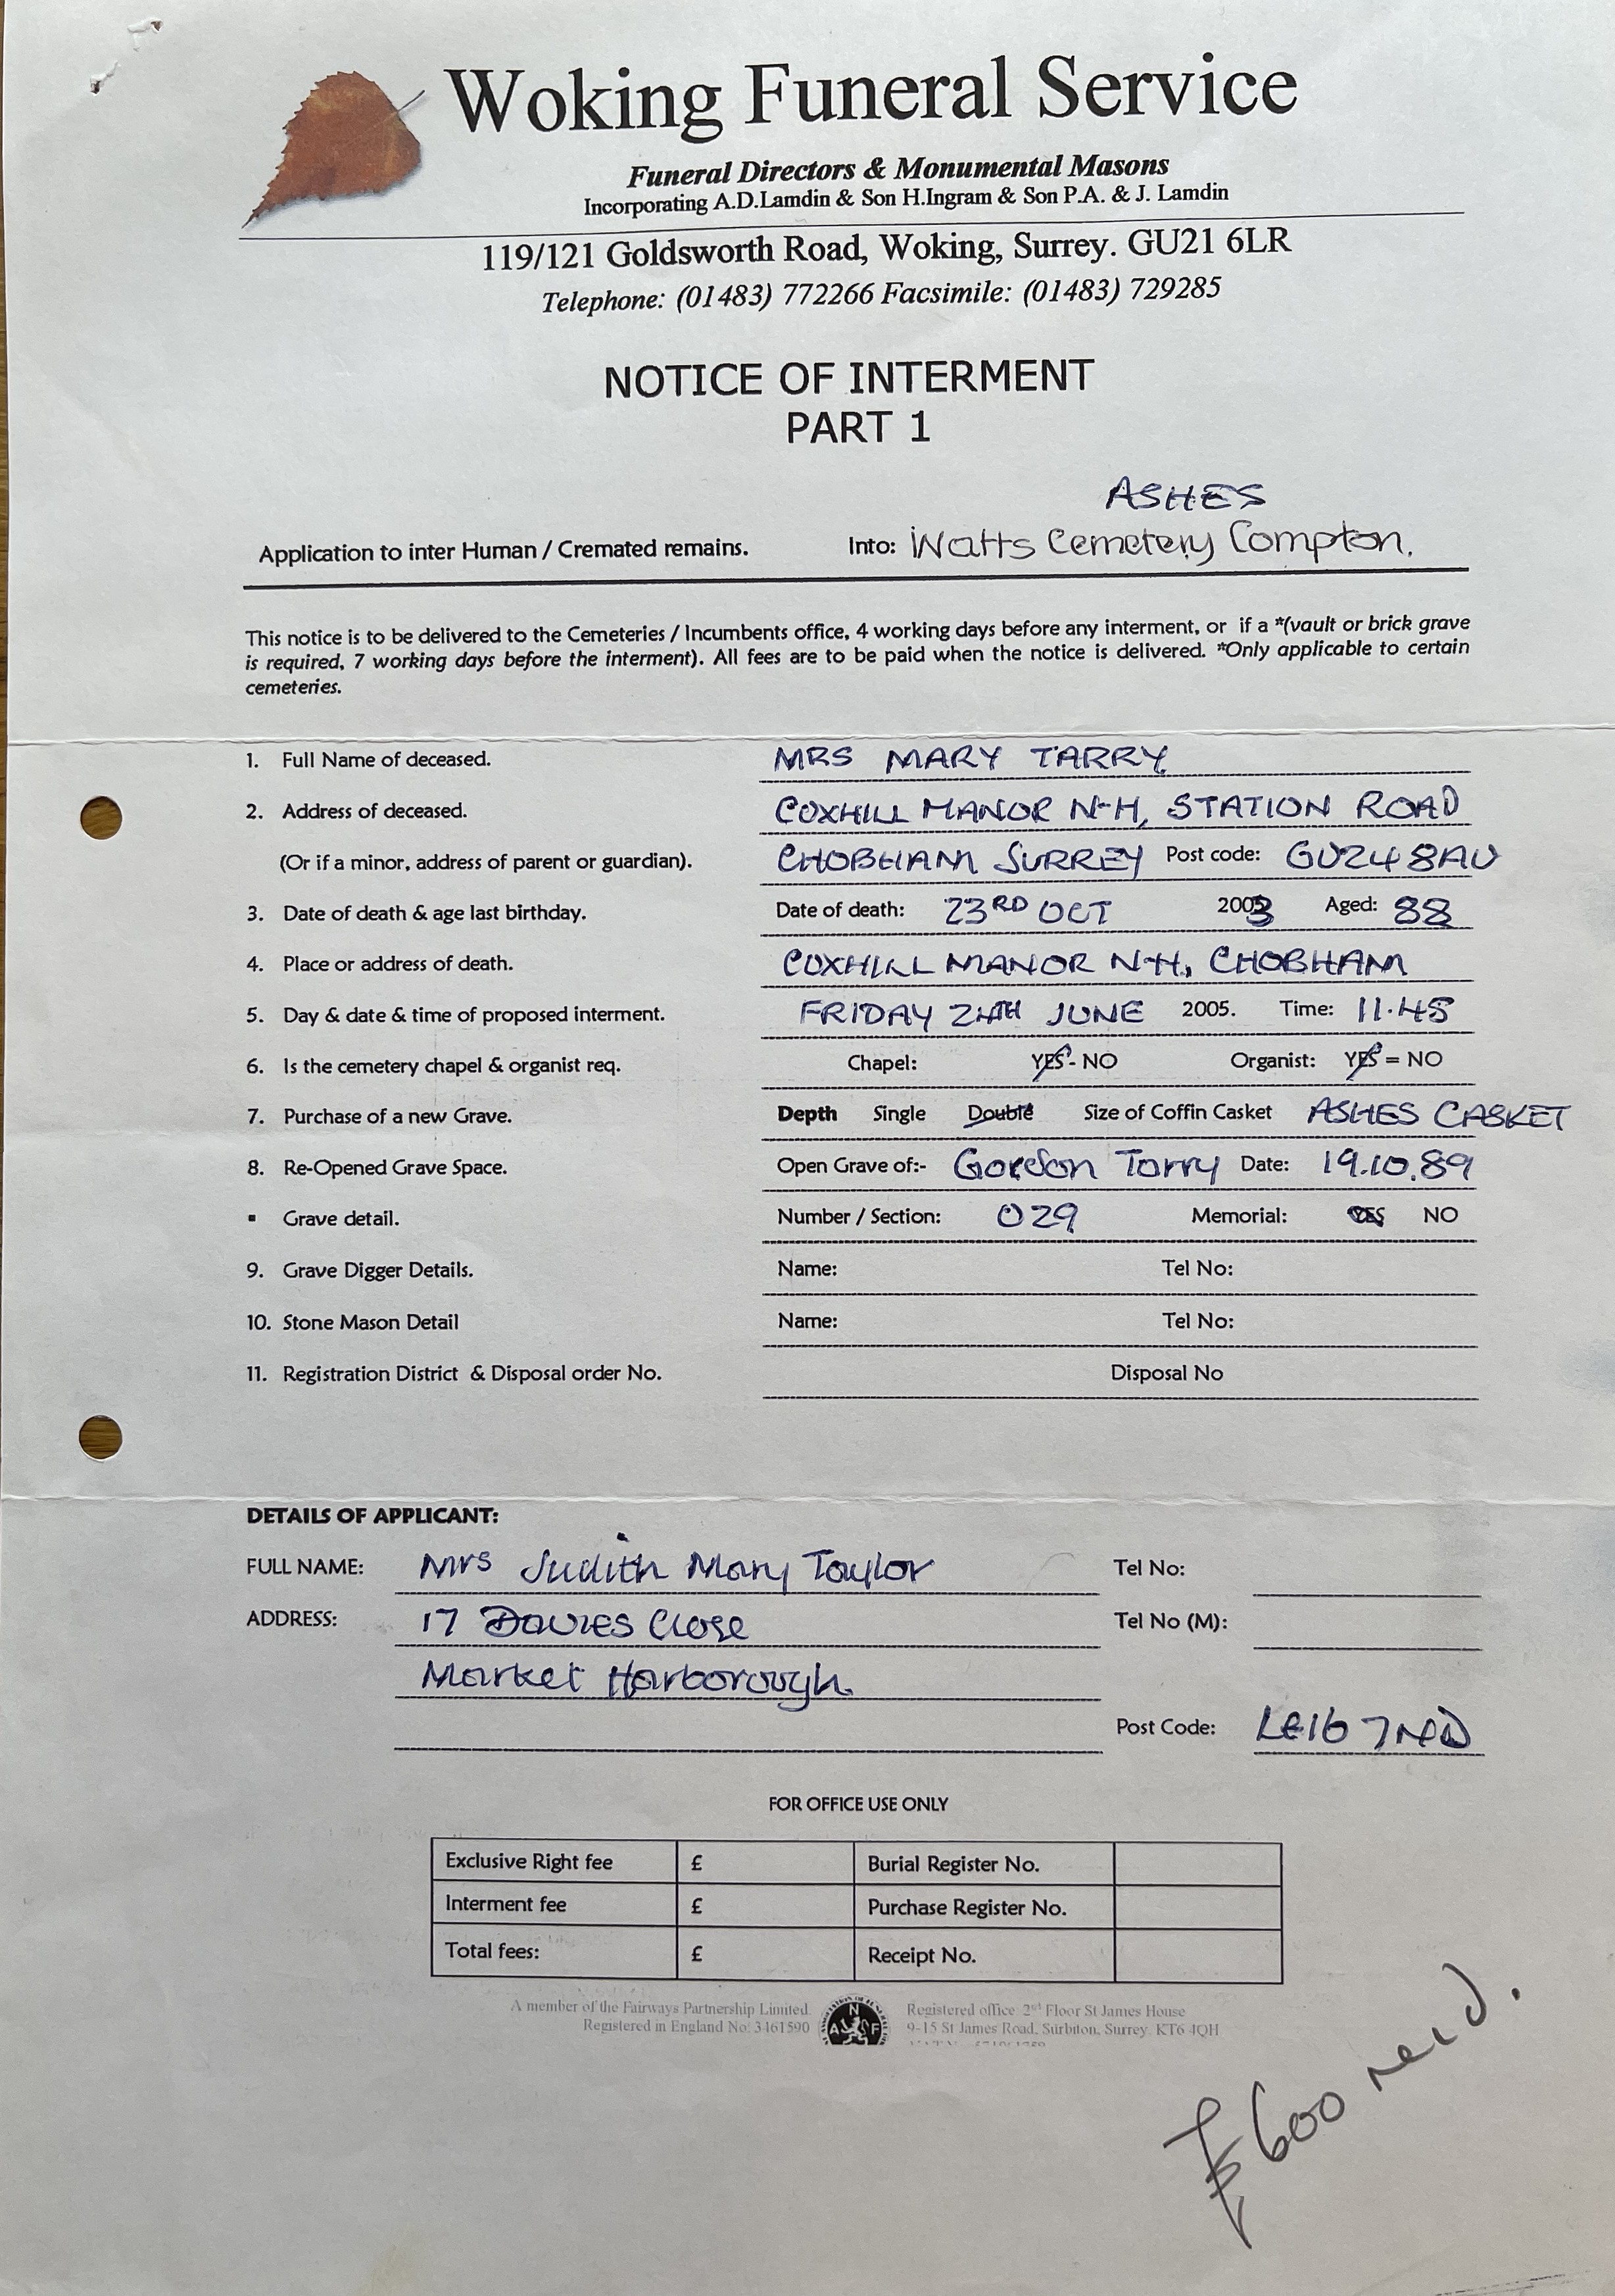 Woking Funeral Service
Funeral Directors & Monumental Masons
Incorporating A.D.Lamdin & Son H.Ingram & Son P.A. & J. Lamdin
119/121 Goldsworth Road, Woking, Surrey. GU21 6LR
Telephone: (01483) 772266 Facsimile: (01483) 729285
NOTICE OF INTERMENT
PART 1
ASHES
Application to inter Human / Cremated remains. Into: Watts Cemetery Compton.
This notice is to be delivered to the Cemeteries / Incumbents office, 4 working days before any interment, or if a *(vault or brick grave
is required, 7 working days before the interment). All fees are to be paid when the notice is delivered. *Only applicable to certain
cemeteries.
1. Full Name of deceased. MRS MARY TARRY
2. Address of deceased. COXHILL MANOR N-H, STATION ROAD
(Or if a minor, address of parent or guardian). CHOBHAM SURREY Post code: GU24 8AU
3. Date of death & age last birthday. Date of death: 23RD OCT 2003 Aged: 88
4. Place or address of death. COXHILL MANOR N-H, CHOBHAM
5. Day & date & time of proposed interment. FRIDAY 24TH JUNE 2005. Time: 11.45
6. Is the cemetery chapel & organist req. Chapel: YES - NO Organist: YES = NO
7. Purchase of a new Grave. Depth Single Double Size of Coffin Casket ASHES CASKET
8. Re-Opened Grave Space. Open Grave of:- Gordon Tarry Date: 19.10.89
▪ Grave detail. Number / Section: 029 Memorial: YES NO
9. Grave Digger Details. Name: Tel No:
10. Stone Mason Detail Name: Tel No:
11. Registration District & Disposal order No. Disposal No
DETAILS OF APPLICANT:
FULL NAME: Mrs Judith Mary Taylor Tel No:
ADDRESS: 17 DAVIES Close Tel No (M):
Market Harborough.
Post Code: LE16 7ND
FOR OFFICE USE ONLY
Exclusive Right fee £ Burial Register No.
Interment fee £ Purchase Register No.
Total fees: £ Receipt No.
A member of the Fairways Partnership Limited. Registered office: 2nd Floor St James House
Registered in England No: 3461590 9-15 St James Road, Surbiton, Surrey. KT6 4QH
N A F
£600